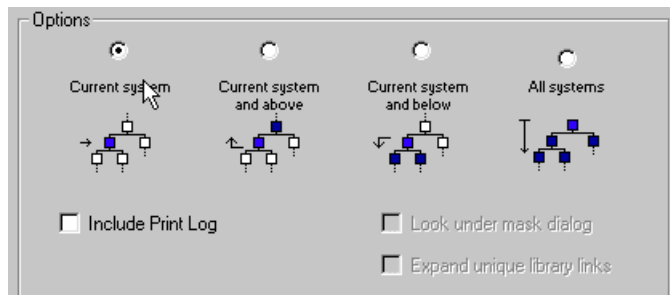 Options
Current system
Current system
and above
Current system
and below
All systems
Include Print Log
Look under mask dialog
Expand unique library links